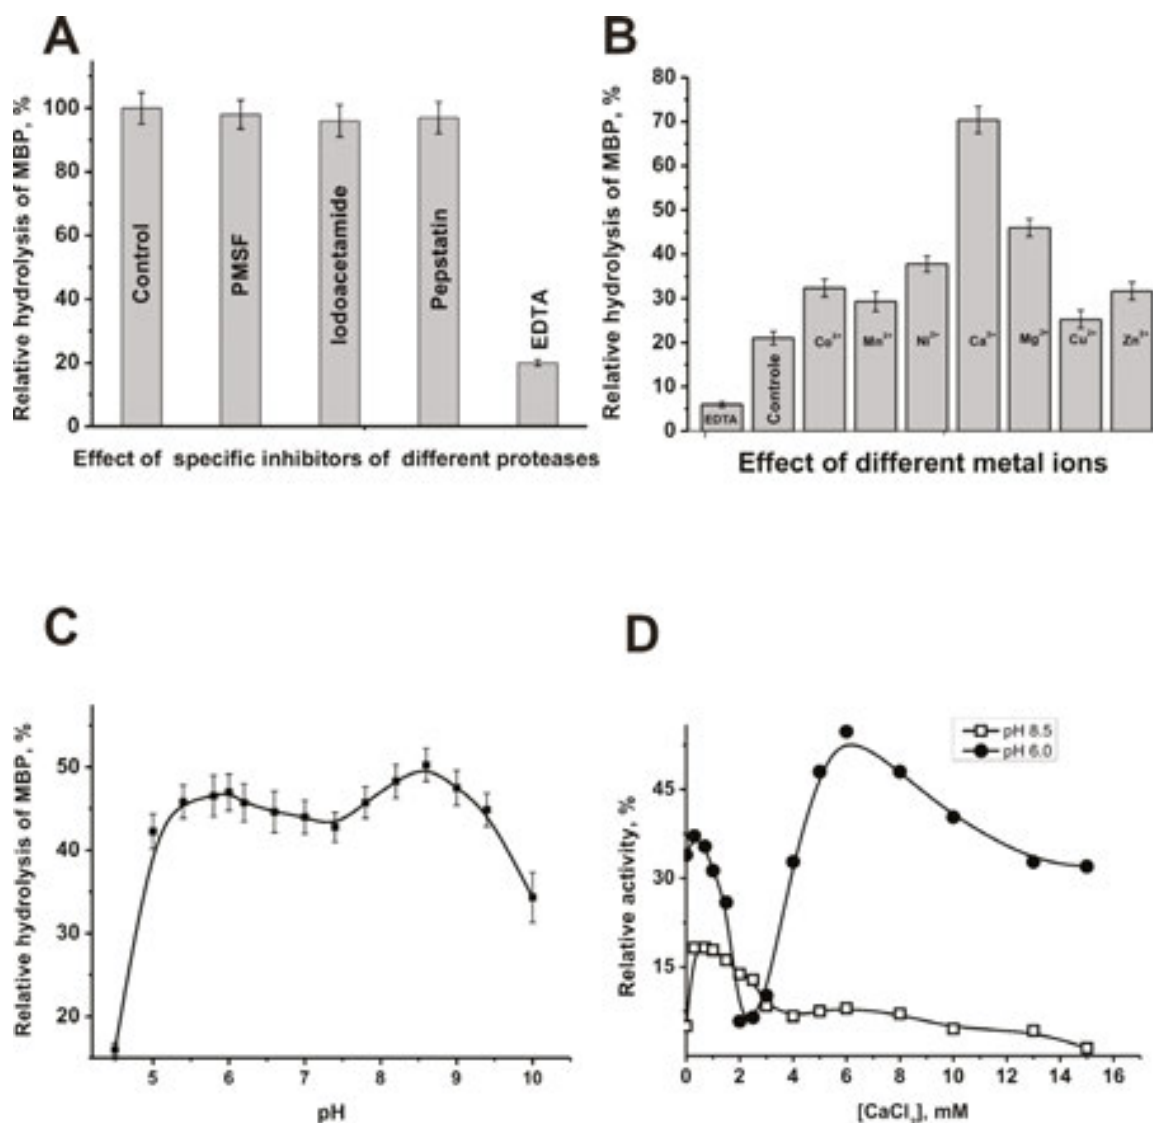 A
Relative hydrolysis of MBP, %
100
80
60
40
20
0
Control
PMSF
Iodoacetamide
Pepstatin
EDTA
Effect of specific inhibitors of different proteases
B
Relative hydrolysis of MBP, %
80
70
60
50
40
30
20
10
0
EDTA
Controle
Co²⁺
Mn²⁺
Ni²⁺
Ca²⁺
Mg²⁺
Cu²⁺
Zn²⁺
Effect of different metal ions
C
Relative hydrolysis of MBP, %
50
40
30
20
5 6 7 8 9 10
pH
D
pH 8.5
pH 6.0
Relative activity, %
45
30
15
0 2 4 6 8 10 12 14 16
[CaCl₂], mM